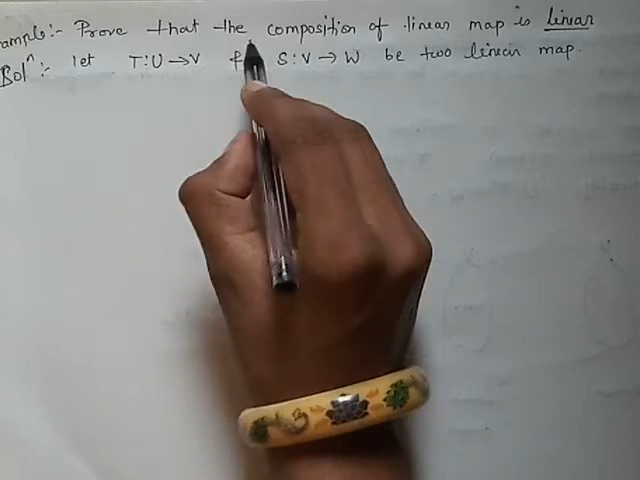 ample:- Prove that the composition of linear map is linear
Solⁿ:- let T:U→V & S:V→W be two linear map.